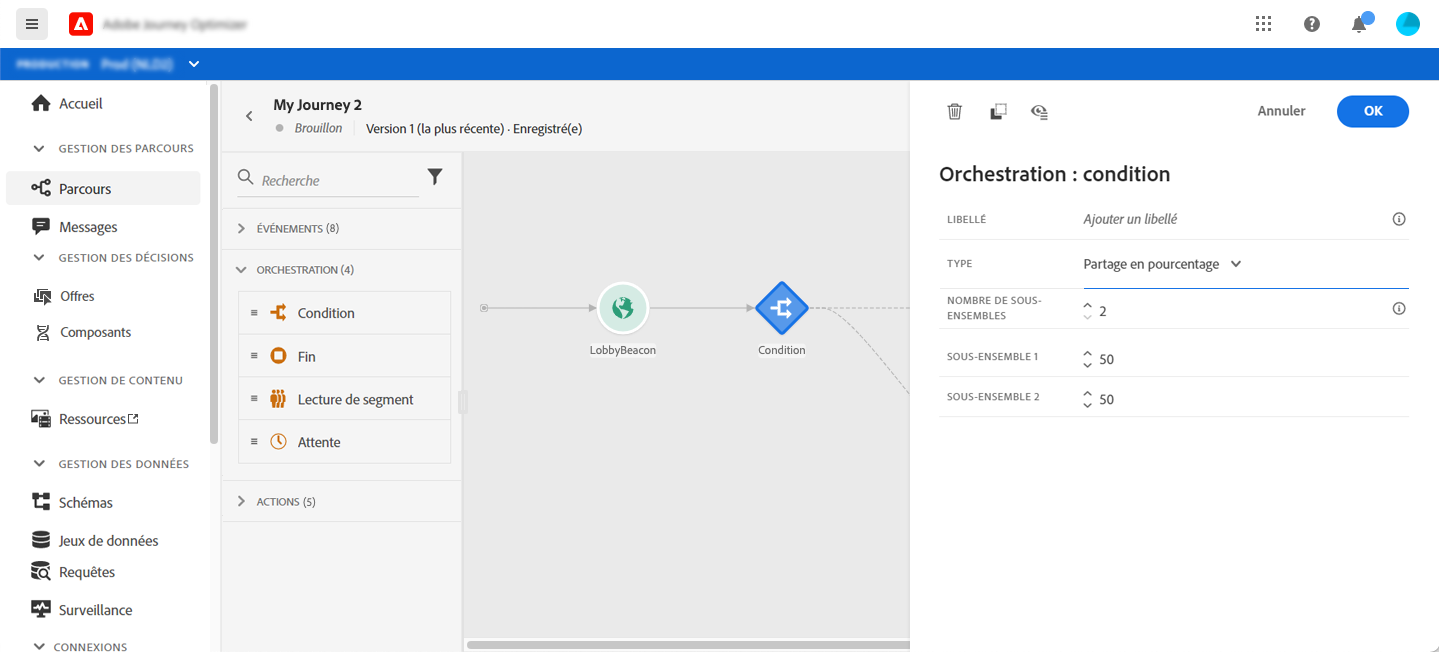 Adobe Journey Optimizer
PRODUCTION Prod (NLD2)
Accueil
GESTION DES PARCOURS
Parcours
Messages
GESTION DES DÉCISIONS
Offres
Composants
GESTION DE CONTENU
Ressources
GESTION DES DONNÉES
Schémas
Jeux de données
Requêtes
Surveillance
CONNEXIONS
My Journey 2
Brouillon
Version 1 (la plus récente) · Enregistré(e)
Recherche
ÉVÉNEMENTS (8)
ORCHESTRATION (4)
Condition
Fin
Lecture de segment
Attente
ACTIONS (5)
LobbyBeacon
Condition
Annuler
OK
Orchestration : condition
LIBELLÉ
Ajouter un libellé
TYPE
Partage en pourcentage
NOMBRE DE SOUS-
ENSEMBLES
2
SOUS-ENSEMBLE 1
50
SOUS-ENSEMBLE 2
50